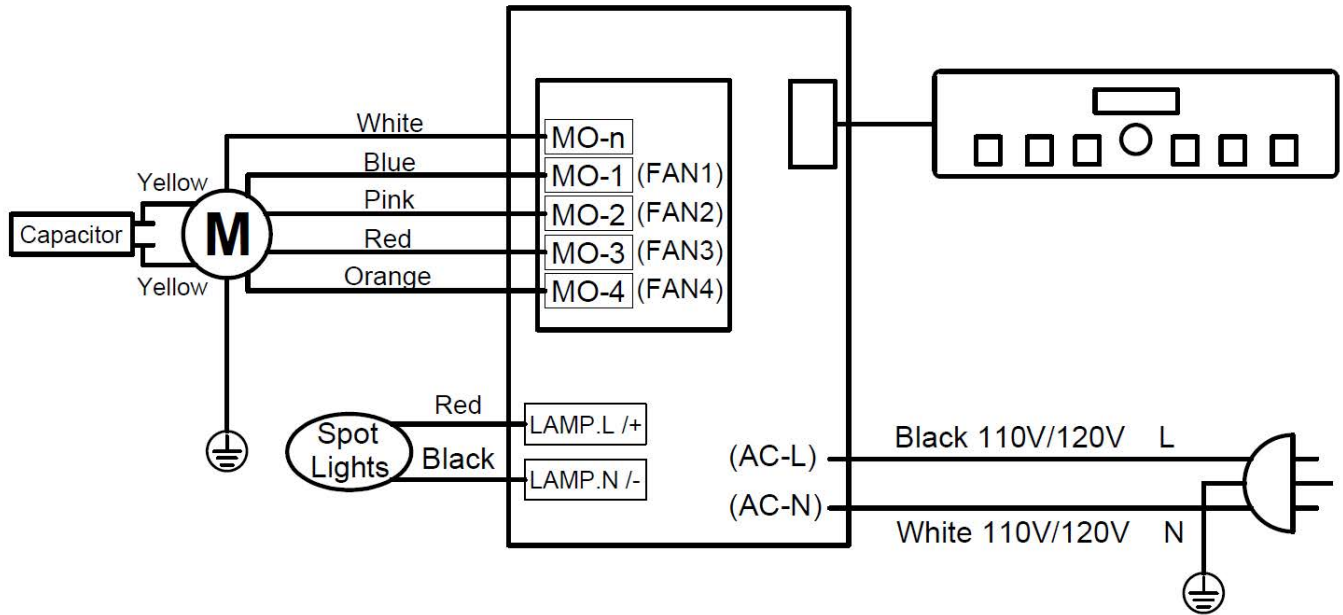 White
MO-n
Blue
MO-1 (FAN1)
Yellow
Pink
MO-2 (FAN2)
Capacitor
M
Red
MO-3 (FAN3)
Yellow
Orange
MO-4 (FAN4)
Red
LAMP.L /+
Spot
Lights
Black
LAMP.N /-
(AC-L)
Black 110V/120V L
(AC-N)
White 110V/120V N